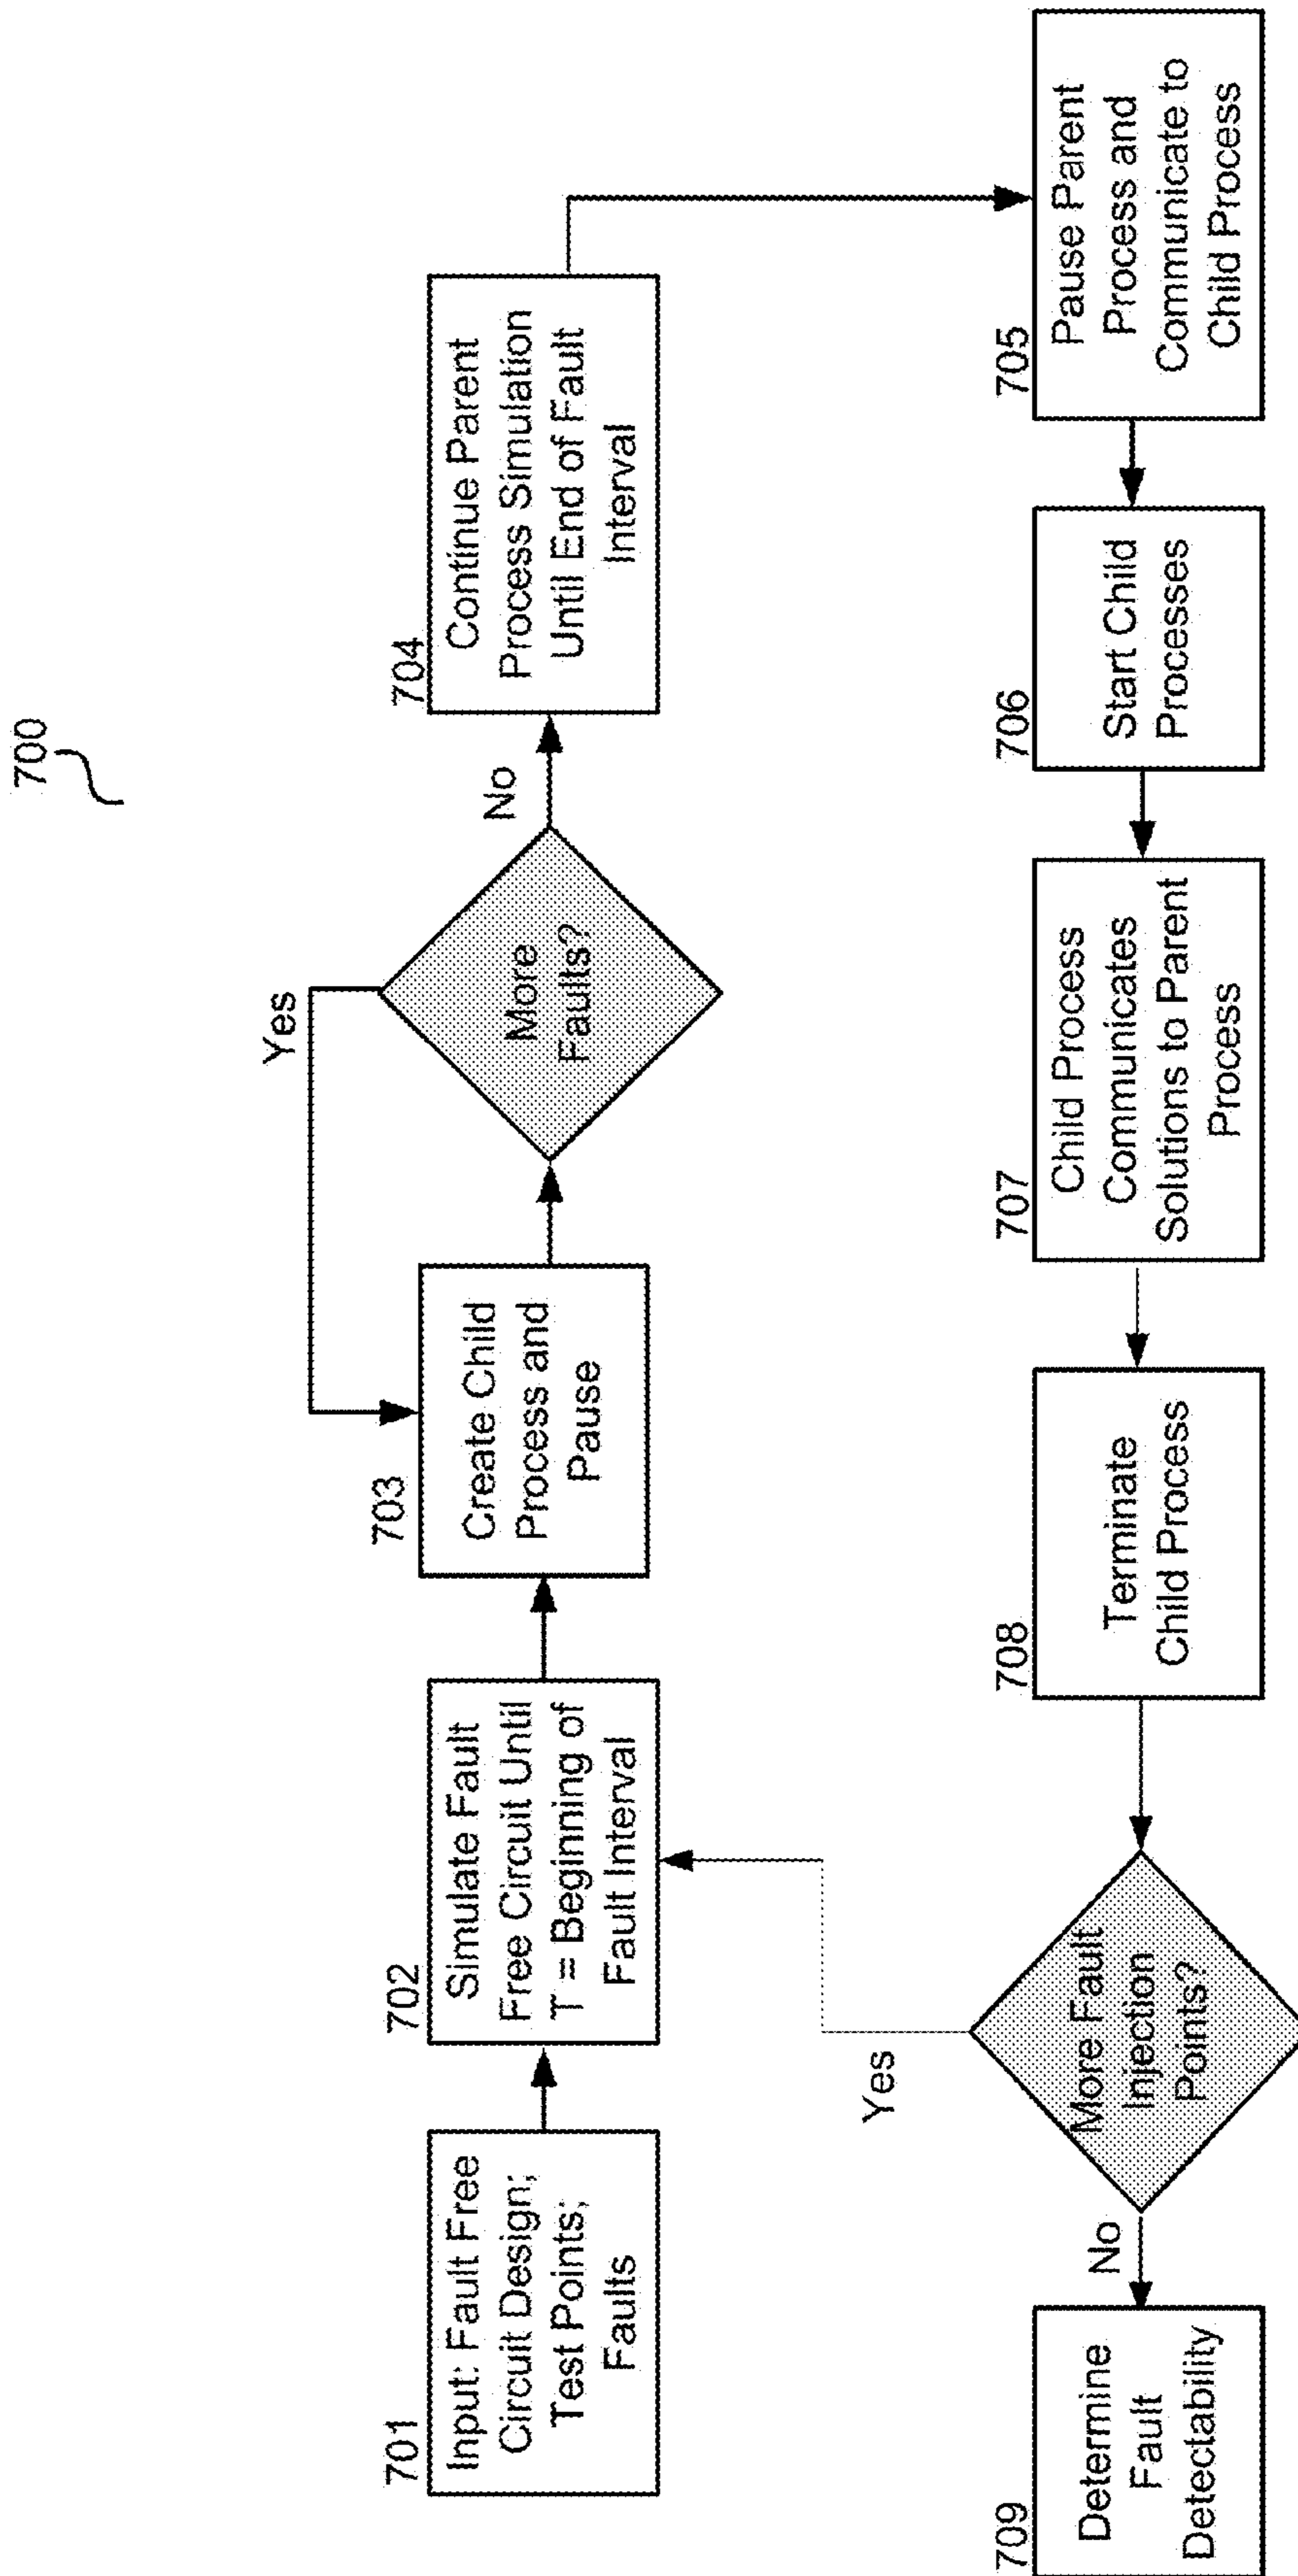 700
701
Input: Fault Free
Circuit Design;
Test Points;
Faults
702
Simulate Fault
Free Circuit Until
T = Beginning of
Fault Interval
703
Create Child
Process and
Pause
More
Faults?
Yes
No
704
Continue Parent
Process Simulation
Until End of Fault
Interval
705
Pause Parent
Process and
Communicate to
Child Process
706
Start Child
Processes
707
Child Process
Communicates
Solutions to Parent
Process
708
Terminate
Child Process
More Fault
Injection
Points?
Yes
No
709
Determine
Fault
Detectability